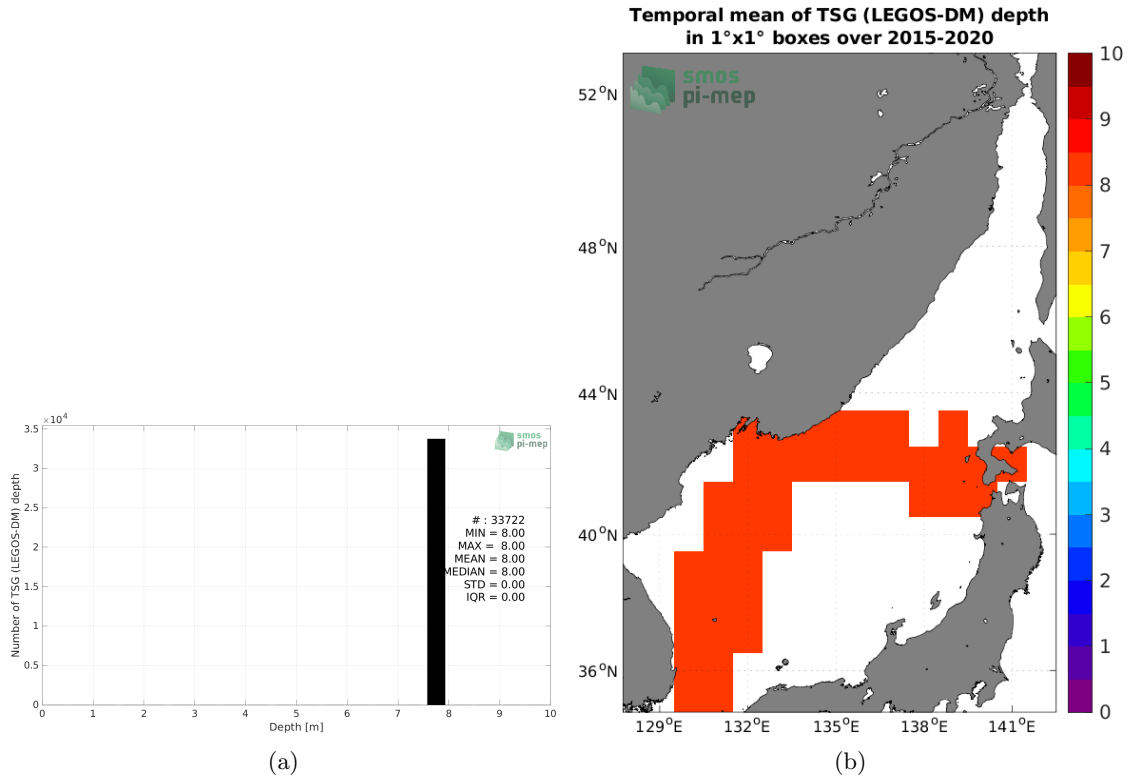 ×10⁴
3.5
3
2.5
2
1.5
1
0.5
0
Number of TSG (LEGOS-DM) depth
smos
pi-mep
# : 33722
MIN = 8.00
MAX = 8.00
MEAN = 8.00
MEDIAN = 8.00
STD = 0.00
IQR = 0.00
0 1 2 3 4 5 6 7 8 9 10
Depth [m]
(a)
Temporal mean of TSG (LEGOS-DM) depth
in 1°x1° boxes over 2015-2020
smos
pi-mep
52°N
48°N
44°N
40°N
36°N
129°E 132°E 135°E 138°E 141°E
10
9
8
7
6
5
4
3
2
1
0
(b)